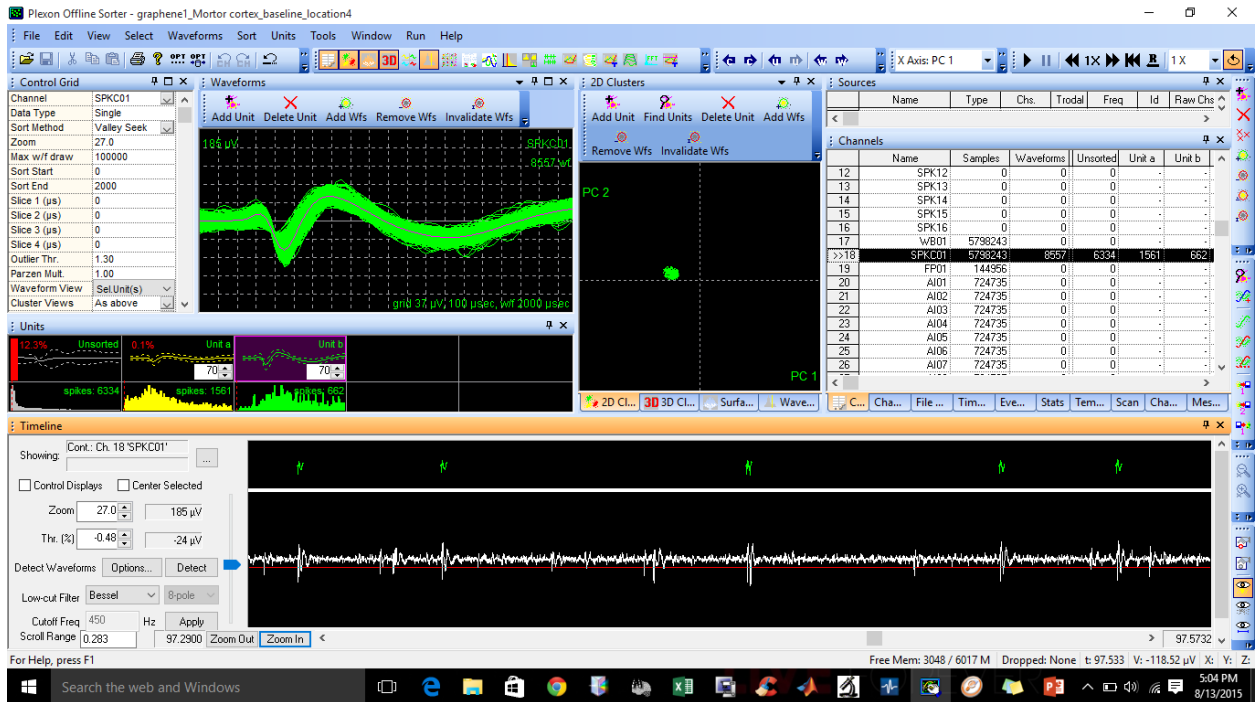 Plexon Offline Sorter - graphene1_Mortor cortex_baseline_location4
File Edit View Select Waveforms Sort Units Tools Window Run Help
OPT OPT 3D X Axis: PC 1 1X R 1 X
Control Grid
Channel SPKC01
Data Type Single
Sort Method Valley Seek
Zoom 27.0
Max w/f draw 100000
Sort Start 0
Sort End 2000
Slice 1 (µs) 0
Slice 2 (µs) 0
Slice 3 (µs) 0
Slice 4 (µs) 0
Outlier Thr. 1.30
Parzen Mult. 1.00
Waveform View Sel.Unit(s)
Cluster Views As above
Waveforms
Add Unit Delete Unit Add Wfs Remove Wfs Invalidate Wfs
185 µV SPKC01
8557 wf
grid 37 µV, 100 µsec, w/f 2000 µsec
2D Clusters
Add Unit Find Units Delete Unit Add Wfs
Remove Wfs Invalidate Wfs
PC 2
PC 1
2D Cl... 3D 3D Cl... Surfa... Wave...
Sources
Name Type Chs. Trodal Freq Id Raw Chs
Channels
Name Samples Waveforms Unsorted Unit a Unit b
12 SPK12 0 0 0 - -
13 SPK13 0 0 0 - -
14 SPK14 0 0 0 - -
15 SPK15 0 0 0 - -
16 SPK16 0 0 0 - -
17 WB01 5798243 0 0 - -
>>18 SPKC01 5798243 8557 6334 1561 662
19 FP01 144956 0 0 - -
20 AI01 724735 0 0 - -
21 AI02 724735 0 0 - -
22 AI03 724735 0 0 - -
23 AI04 724735 0 0 - -
24 AI05 724735 0 0 - -
25 AI06 724735 0 0 - -
26 AI07 724735 0 0 - -
C... Cha... File ... Tim... Eve... Stats Tem... Scan Cha... Mes...
Units
12.3% Unsorted 0.1% Unit a Unit b
70 70
spikes: 6334 spikes: 1561 spikes: 662
Timeline
Showing: Cont.: Ch. 18 'SPKC01' ...
Control Displays Center Selected
Zoom 27.0 185 µV
Thr. (%) -0.48 -24 µV
Detect Waveforms Options... Detect
Low-cut Filter Bessel 8-pole
Cutoff Freq 450 Hz Apply
Scroll Range 0.283 97.2900 Zoom Out Zoom In 97.5732
For Help, press F1 Free Mem: 3048 / 6017 M Dropped: None t: 97.533 V: -118.52 µV X: Y: Z:
Search the web and Windows
5:04 PM
8/13/2015